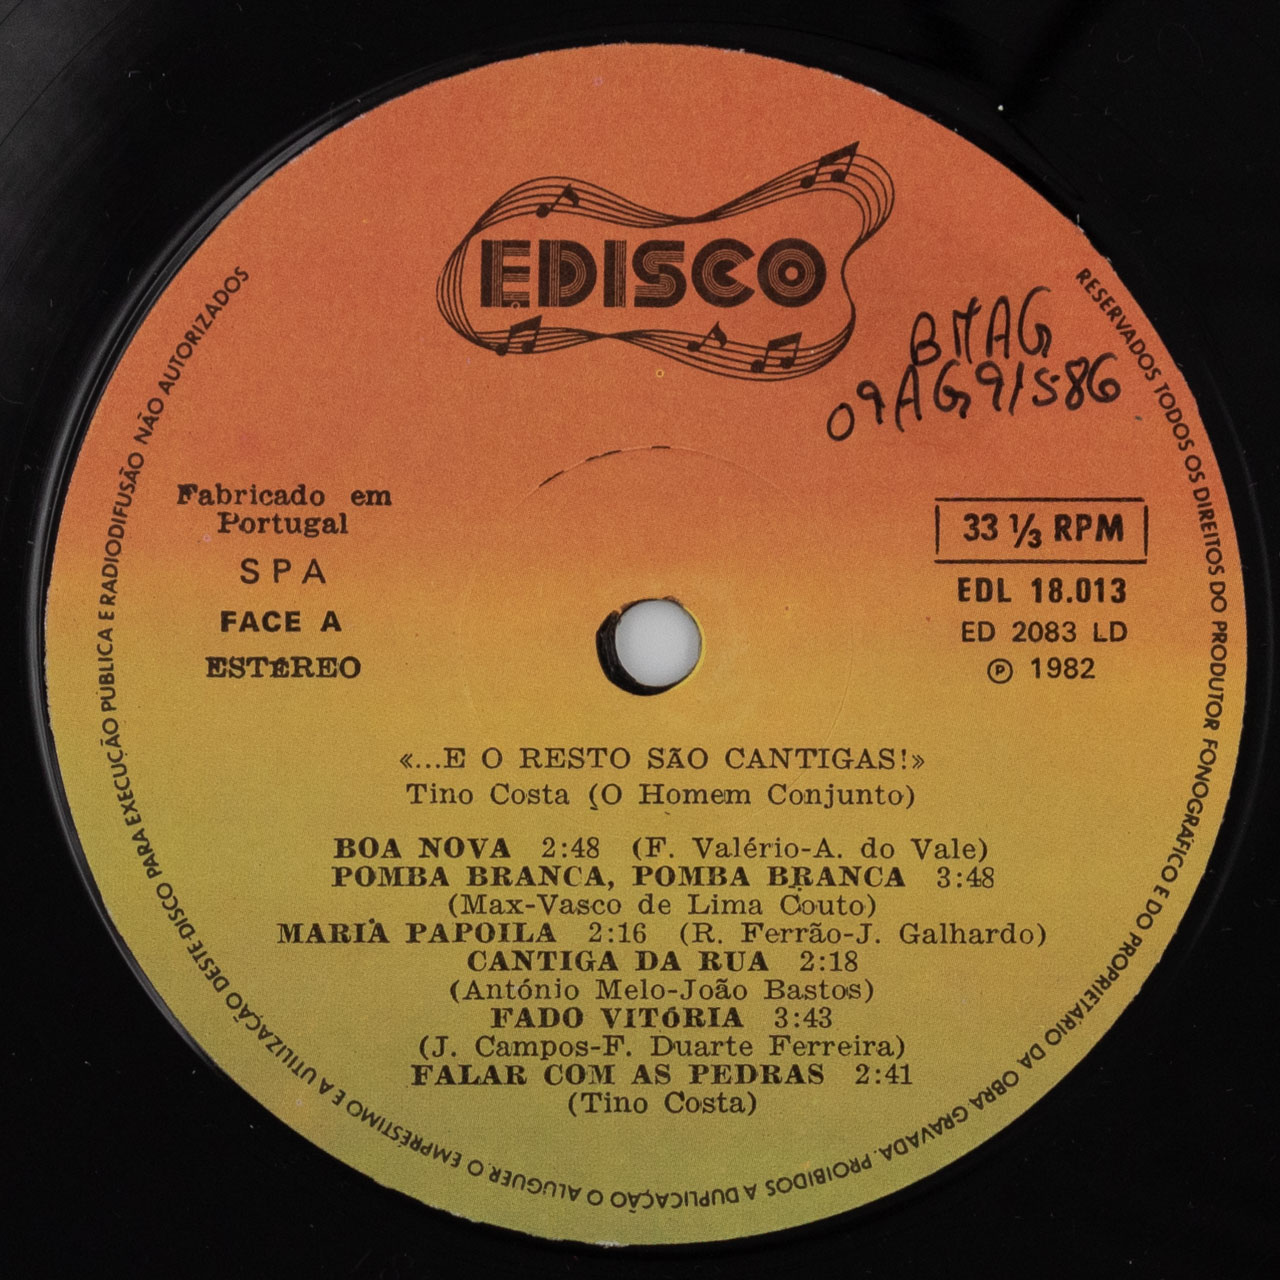 EDISCO
BMAG
09AG91586
RESERVADOS TODOS OS DIREITOS DO PRODUTOR FONOGRÁFICO E DO PROPRIETÁRIO DA OBRA GRAVADA. PROIBIDOS A DUPLICAÇÃO O ALUGUER O EMPRÉSTIMO E A UTILIZAÇÃO DESTE DISCO PARA EXECUÇÃO PÚBLICA E RADIODIFUSÃO NÃO AUTORIZADOS
Fabricado em
Portugal
SPA
FACE A
ESTÉREO
33 1/3 RPM
EDL 18.013
ED 2083 LD
℗ 1982
«...E O RESTO SÃO CANTIGAS!»
Tino Costa (O Homem Conjunto)
BOA NOVA 2:48 (F. Valério-A. do Vale)
POMBA BRANCA, POMBA BRANCA 3:48
(Max-Vasco de Lima Couto)
MARIA PAPOILA 2:16 (R. Ferrão-J. Galhardo)
CANTIGA DA RUA 2:18
(António Melo-João Bastos)
FADO VITÓRIA 3:43
(J. Campos-F. Duarte Ferreira)
FALAR COM AS PEDRAS 2:41
(Tino Costa)